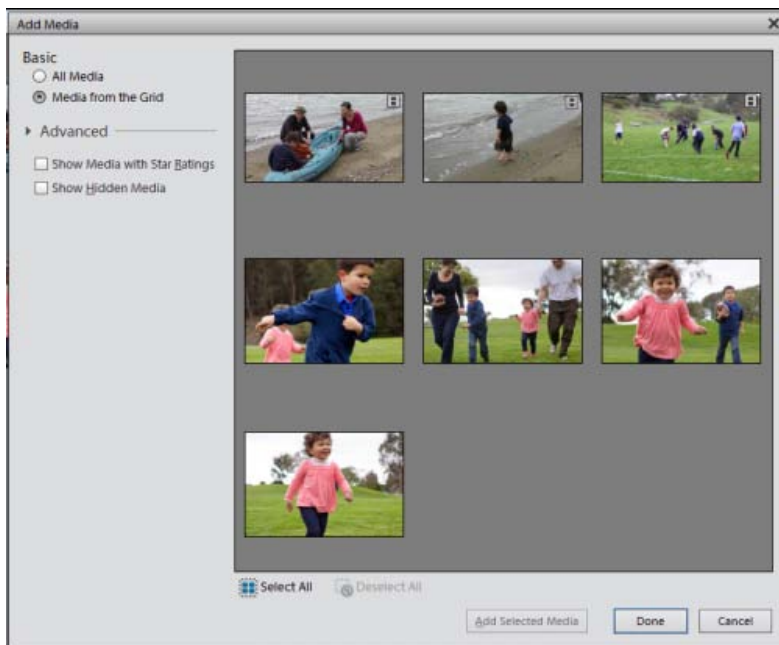 Add Media
Basic
All Media
Media from the Grid
Advanced
Show Media with Star Ratings
Show Hidden Media
Select All
Deselect All
Add Selected Media
Done
Cancel